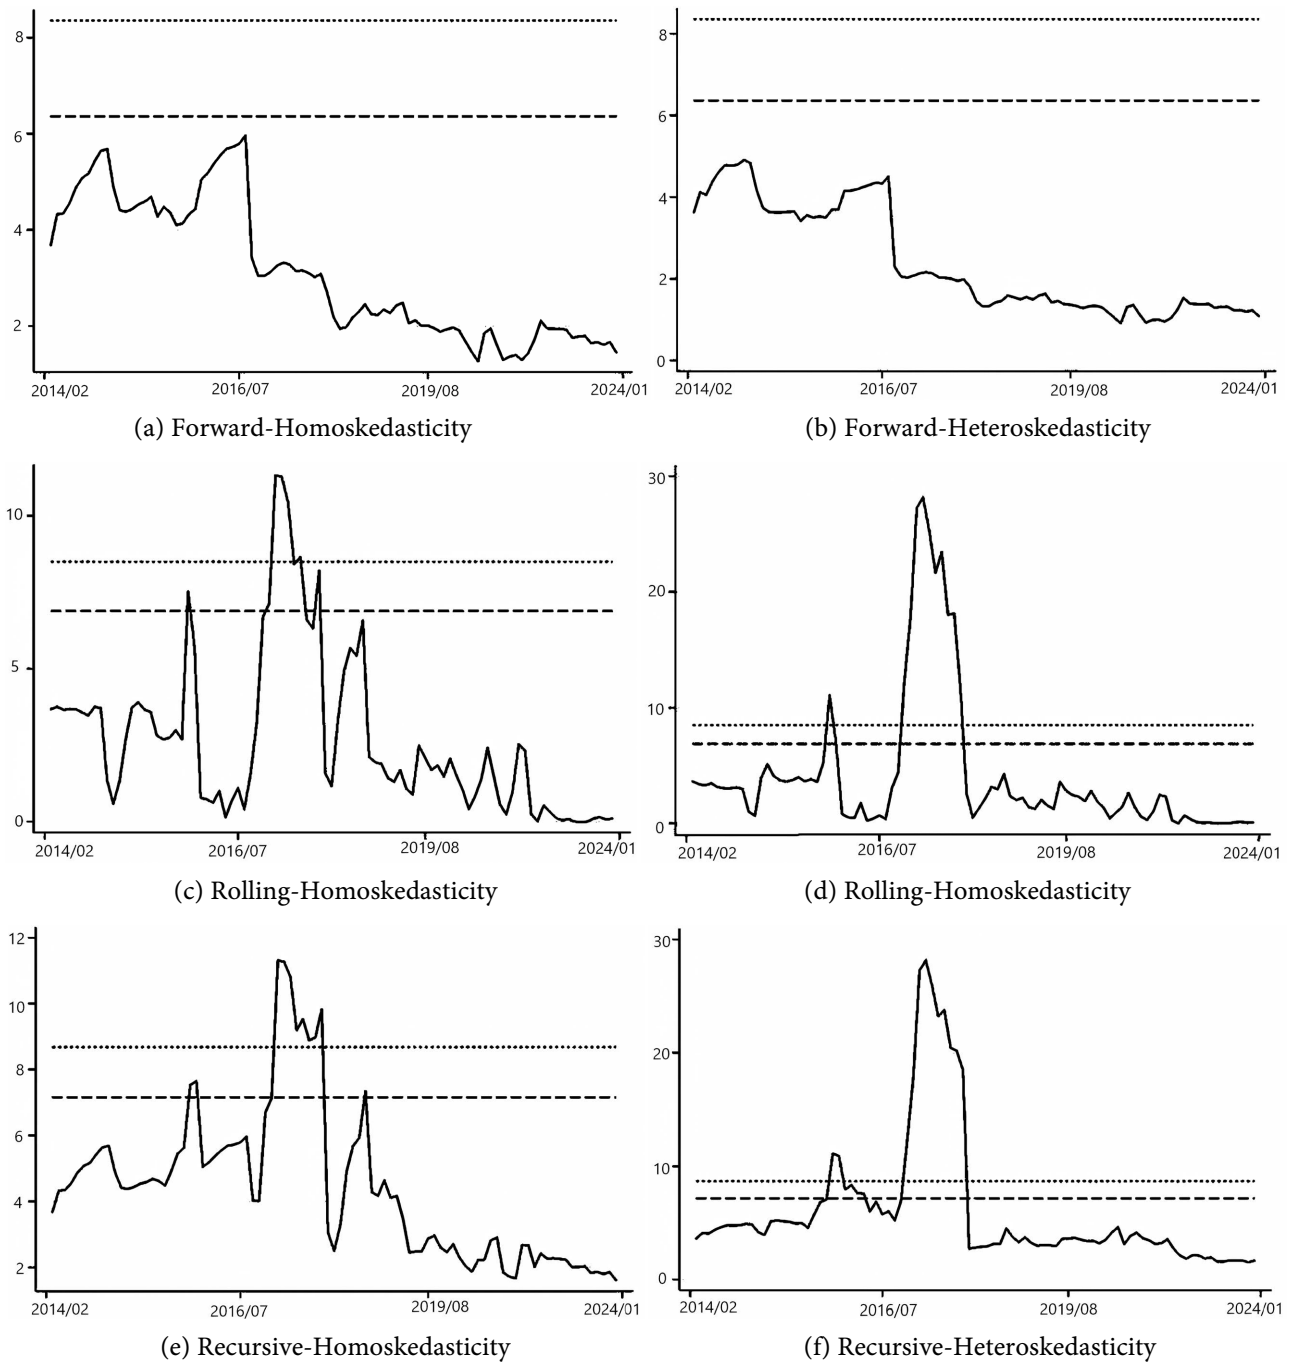 8
6
4
2
2014/02 2016/07 2019/08 2024/01
(a) Forward-Homoskedasticity
8
6
4
2
0
2014/02 2016/07 2019/08 2024/01
(b) Forward-Heteroskedasticity
10
5
0
2014/02 2016/07 2019/08 2024/01
(c) Rolling-Homoskedasticity
30
20
10
0
2014/02 2016/07 2019/08 2024/01
(d) Rolling-Homoskedasticity
12
10
8
6
4
2
2014/02 2016/07 2019/08 2024/01
(e) Recursive-Homoskedasticity
30
20
10
0
2014/02 2016/07 2019/08 2024/01
(f) Recursive-Heteroskedasticity